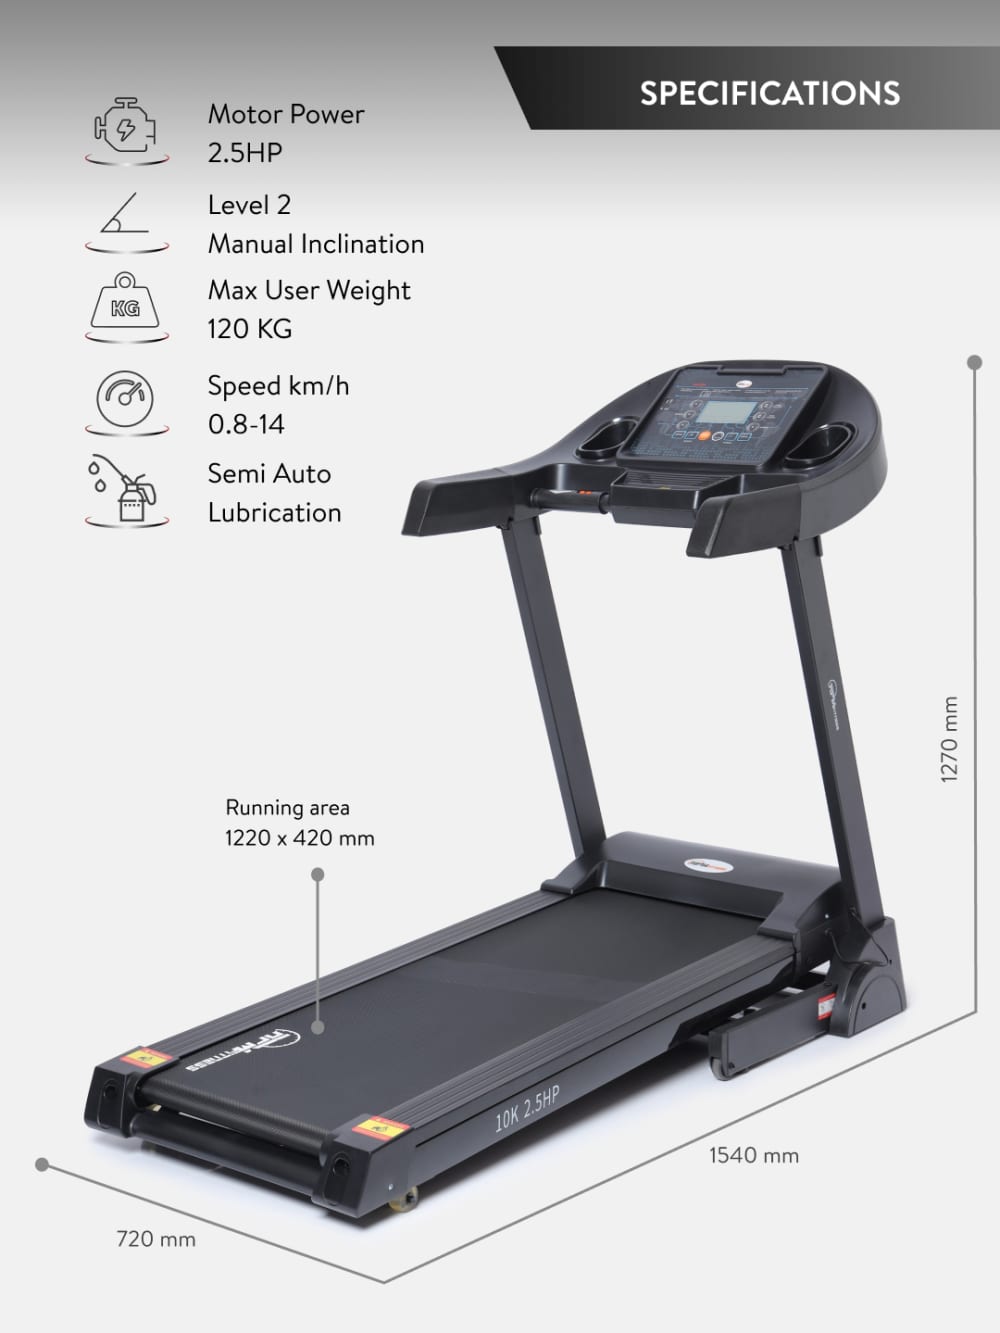 SPECIFICATIONS
Motor Power
2.5HP
Level 2
Manual Inclination
KG
Max User Weight
120 KG
Speed km/h
0.8-14
Semi Auto
Lubrication
1270 mm
Running area
1220 x 420 mm
FITNESS
10K 2.5HP
1540 mm
720 mm